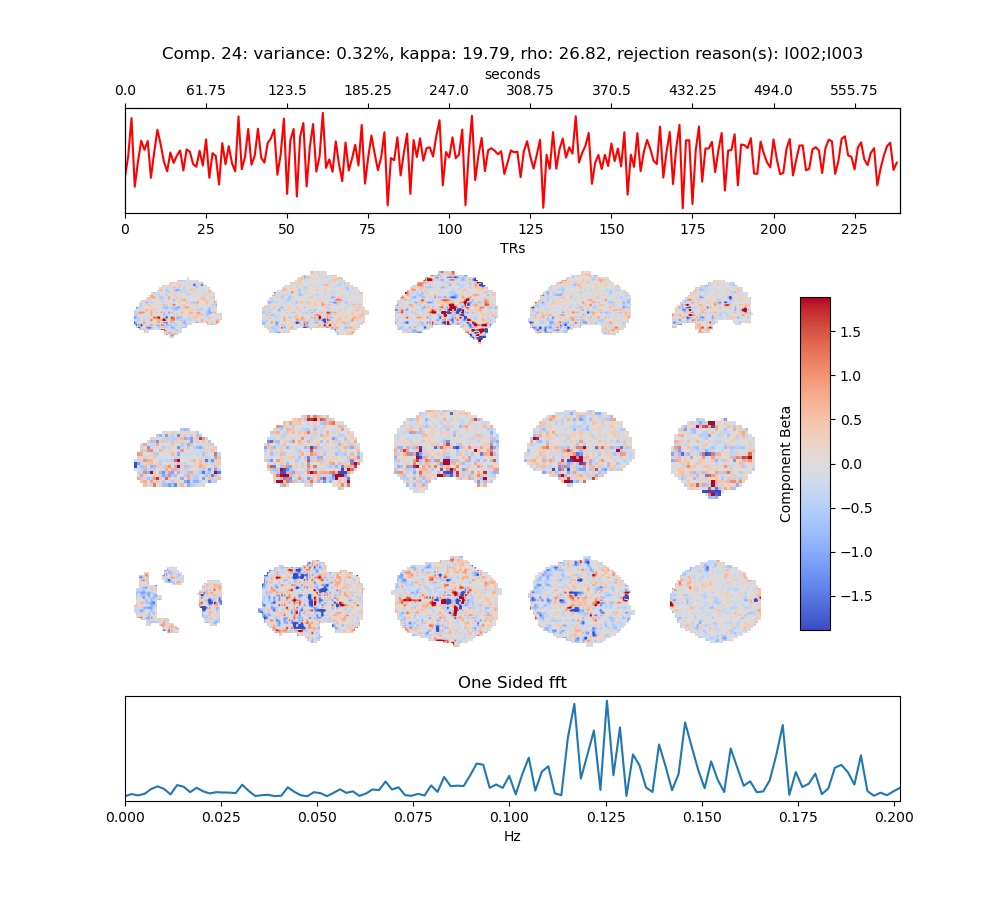 Comp. 24: variance: 0.32%, kappa: 19.79, rho: 26.82, rejection reason(s): I002;I003
seconds
0.0 61.75 123.5 185.25 247.0 308.75 370.5 432.25 494.0 555.75
0 25 50 75 100 125 150 175 200 225
TRs
1.5
1.0
0.5
0.0
−0.5
−1.0
−1.5
Component Beta
One Sided fft
0.000 0.025 0.050 0.075 0.100 0.125 0.150 0.175 0.200
Hz